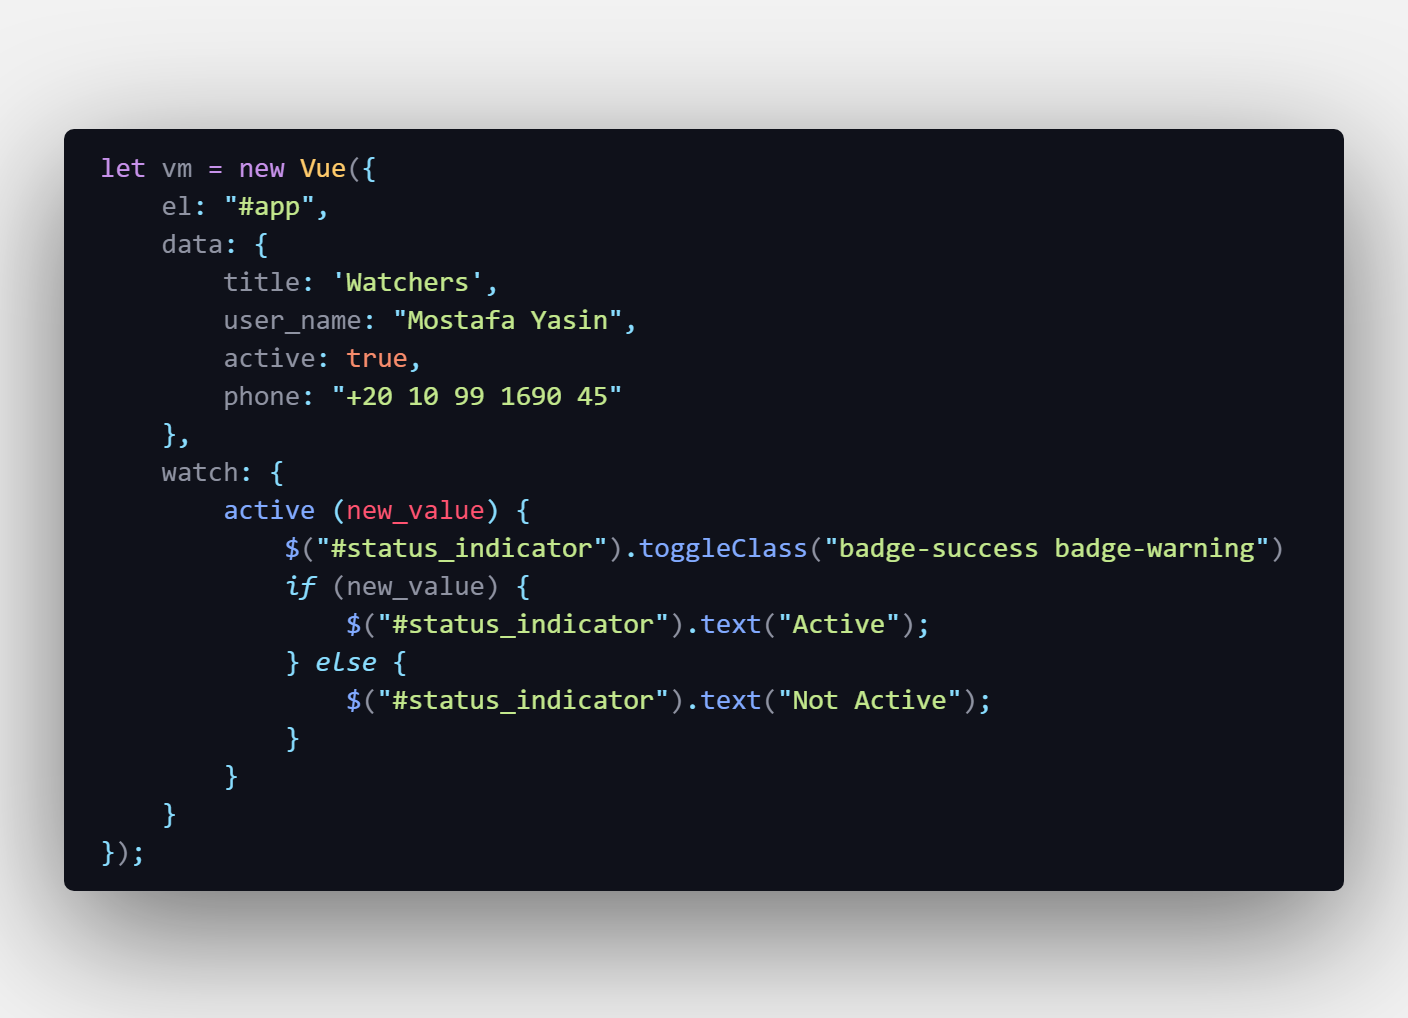 let vm = new Vue({
    el: "#app",
    data: {
        title: 'Watchers',
        user_name: "Mostafa Yasin",
        active: true,
        phone: "+20 10 99 1690 45"
    },
    watch: {
        active (new_value) {
            $("#status_indicator").toggleClass("badge-success badge-warning")
            if (new_value) {
                $("#status_indicator").text("Active");
            } else {
                $("#status_indicator").text("Not Active");
            }
        }
    }
});